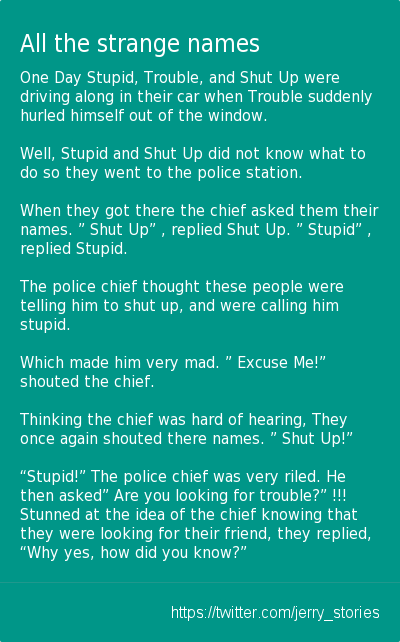 All the strange names
One Day Stupid, Trouble, and Shut Up were
driving along in their car when Trouble suddenly
hurled himself out of the window.
Well, Stupid and Shut Up did not know what to
do so they went to the police station.
When they got there the chief asked them their
names. ” Shut Up” , replied Shut Up. ” Stupid” ,
replied Stupid.
The police chief thought these people were
telling him to shut up, and were calling him
stupid.
Which made him very mad. ” Excuse Me!”
shouted the chief.
Thinking the chief was hard of hearing, They
once again shouted there names. ” Shut Up!”
“Stupid!” The police chief was very riled. He
then asked” Are you looking for trouble?” !!!
Stunned at the idea of the chief knowing that
they were looking for their friend, they replied,
“Why yes, how did you know?”
https://twitter.com/jerry_stories